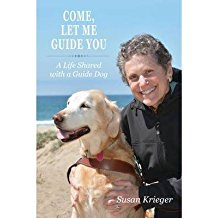 COME,
LET ME
GUIDE YOU
A Life Shared
with a Guide Dog
Susan Krieger